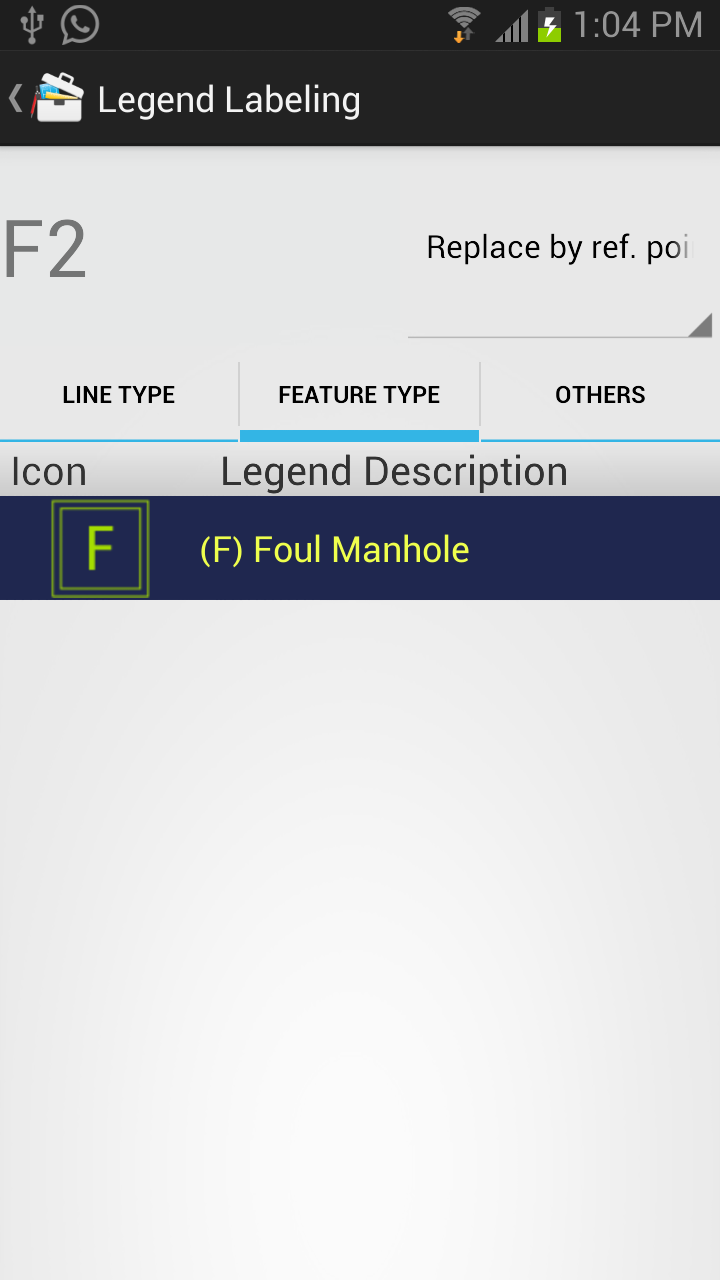 1:04 PM
Legend Labeling
F2
Replace by ref. poi
LINE TYPE
FEATURE TYPE
OTHERS
Icon
Legend Description
F
(F) Foul Manhole